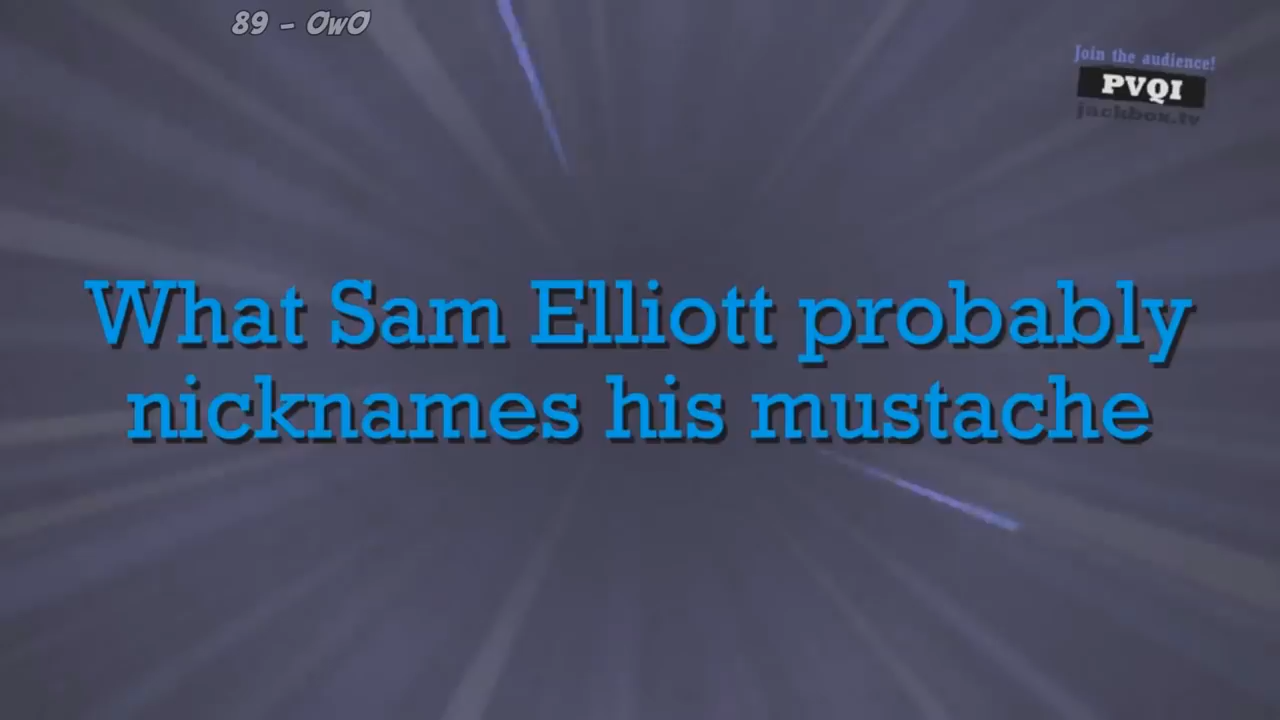 89 - OwO
Join the audience!
PVQI
jackbox.tv
What Sam Elliott probably
nicknames his mustache